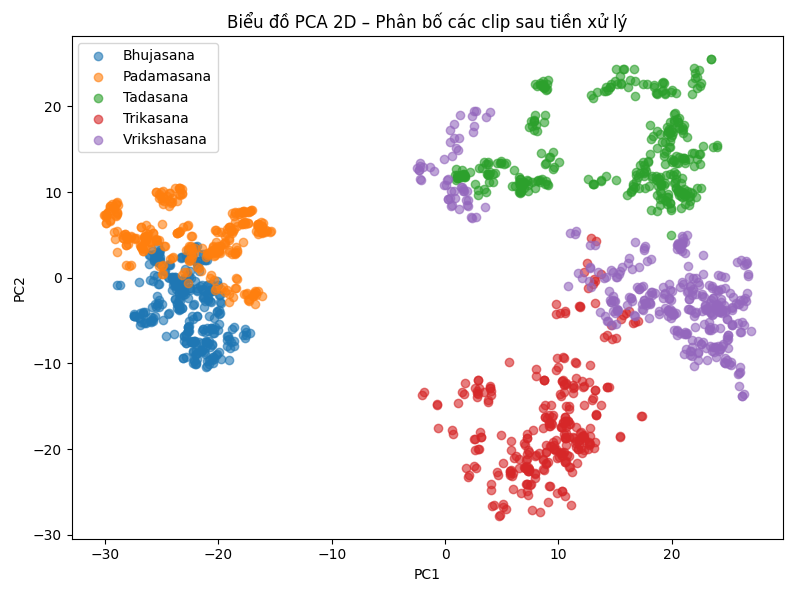 Biểu đồ PCA 2D – Phân bố các clip sau tiền xử lý
Bhujasana
Padamasana
Tadasana
Trikasana
Vrikshasana
PC2
20
10
0
−10
−20
−30
−30
−20
−10
0
10
20
PC1